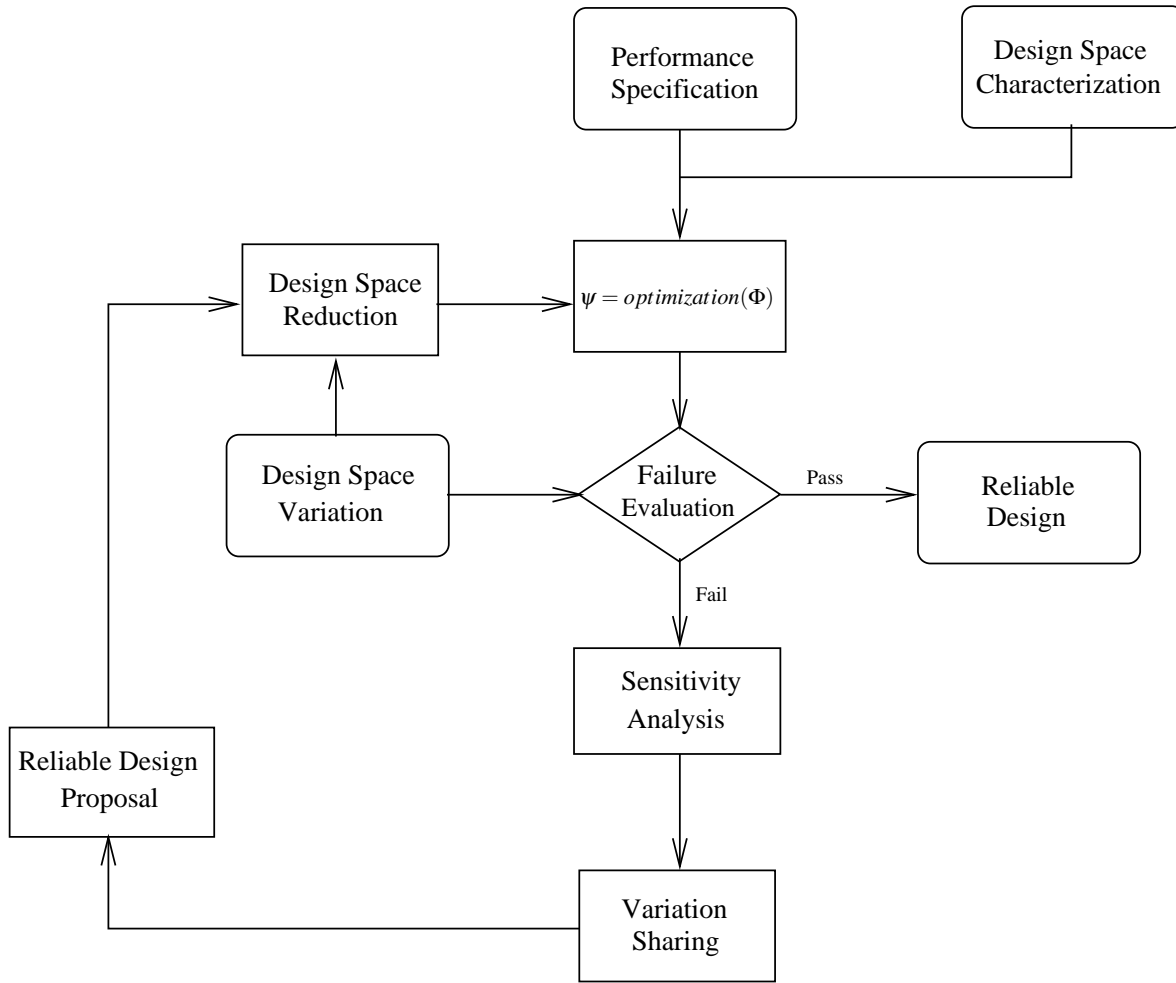 Performance
Specification
Design Space
Characterization
Design Space
Reduction
ψ = optimization(Φ)
Design Space
Variation
Failure
Evaluation
Pass
Reliable
Design
Fail
Sensitivity
Analysis
Reliable Design
Proposal
Variation
Sharing